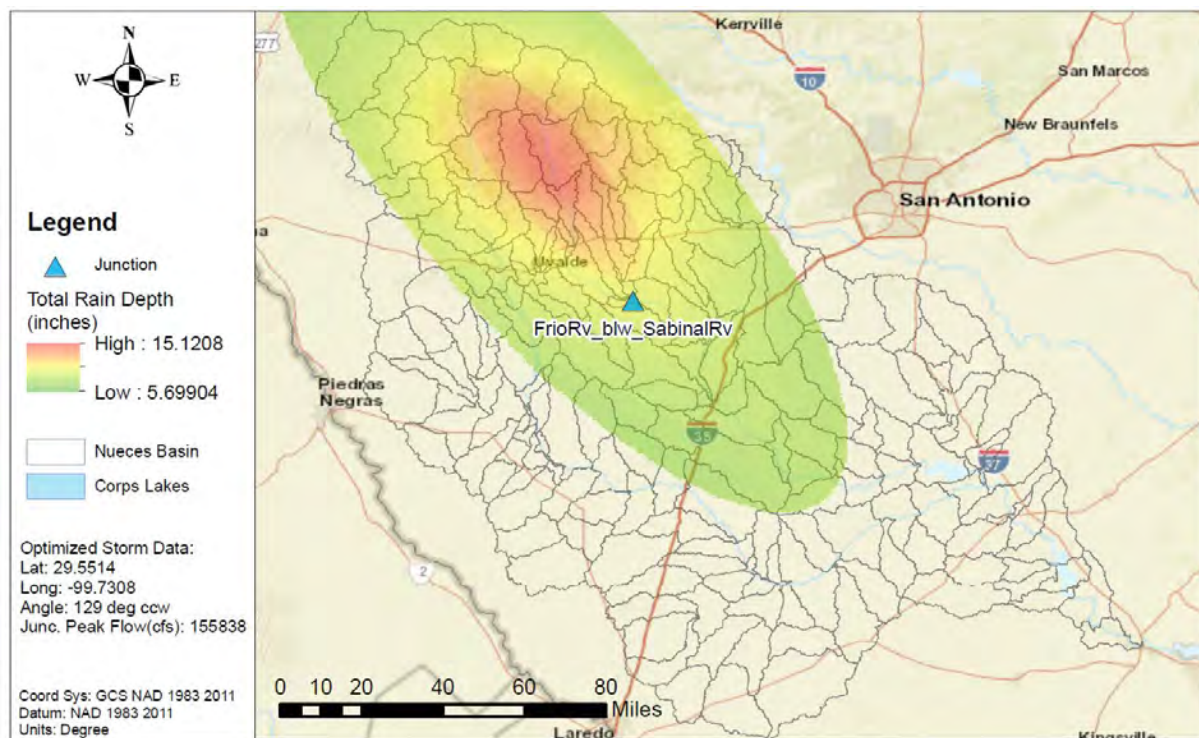 N
W
E
S
Legend
Junction
Total Rain Depth
(inches)
High : 15.1208
Low : 5.69904
Nueces Basin
Corps Lakes
Optimized Storm Data:
Lat: 29.5514
Long: -99.7308
Angle: 129 deg ccw
Junc. Peak Flow(cfs): 155838
Coord Sys: GCS NAD 1983 2011
Datum: NAD 1983 2011
Units: Degree
277
Kerrville
10
San Marcos
New Braunfels
San Antonio
na
Uvalde
FrioRv_blw_SabinalRv
Piedras
Negras
35
37
2
0 10 20 40 60 80
Miles
Laredo
Kingsville